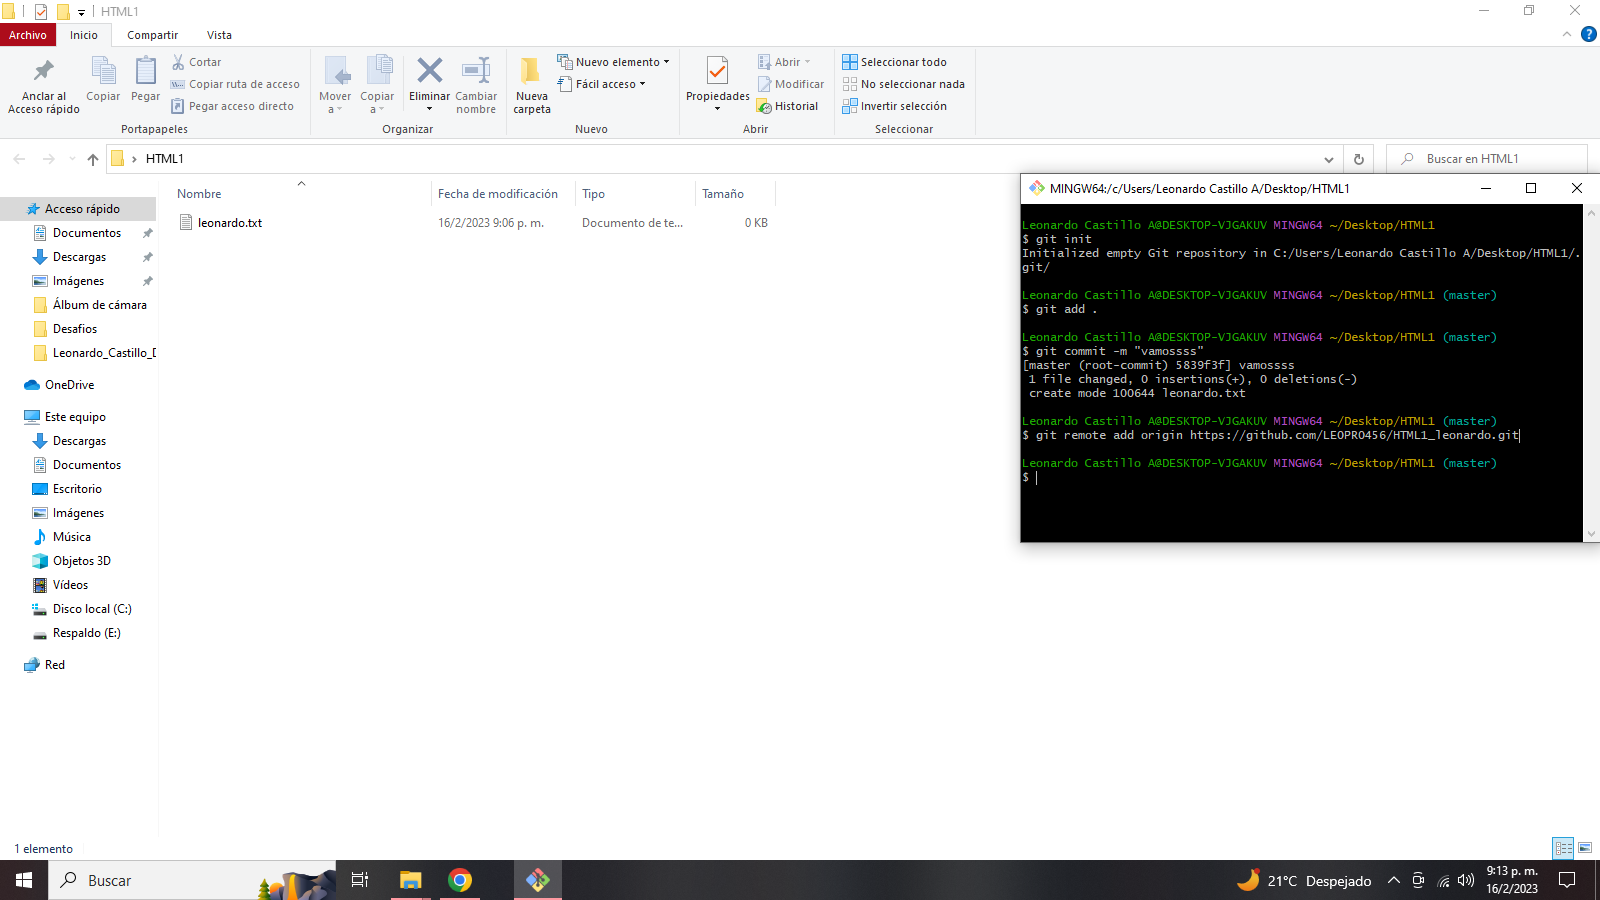 HTML1
Archivo
Inicio
Compartir
Vista
Anclar al
Acceso rápido
Copiar
Pegar
Cortar
Copiar ruta de acceso
Pegar acceso directo
Portapapeles
Mover
a
Copiar
a
Eliminar
Cambiar
nombre
Organizar
Nueva
carpeta
Nuevo elemento
Fácil acceso
Nuevo
Propiedades
Abrir
Modificar
Historial
Abrir
Seleccionar todo
No seleccionar nada
Invertir selección
Seleccionar
HTML1
Buscar en HTML1
Nombre
Fecha de modificación
Tipo
Tamaño
leonardo.txt
16/2/2023 9:06 p. m.
Documento de te...
0 KB
Acceso rápido
Documentos
Descargas
Imágenes
Álbum de cámara
Desafios
Leonardo_Castillo_D
OneDrive
Este equipo
Descargas
Documentos
Escritorio
Imágenes
Música
Objetos 3D
Vídeos
Disco local (C:)
Respaldo (E:)
Red
1 elemento
MINGW64:/c/Users/Leonardo Castillo A/Desktop/HTML1
Leonardo Castillo A@DESKTOP-VJGAKUV MINGW64 ~/Desktop/HTML1
$ git init
Initialized empty Git repository in C:/Users/Leonardo Castillo A/Desktop/HTML1/.
git/
Leonardo Castillo A@DESKTOP-VJGAKUV MINGW64 ~/Desktop/HTML1 (master)
$ git add .
Leonardo Castillo A@DESKTOP-VJGAKUV MINGW64 ~/Desktop/HTML1 (master)
$ git commit -m "vamossss"
[master (root-commit) 5839f3f] vamossss
1 file changed, 0 insertions(+), 0 deletions(-)
create mode 100644 leonardo.txt
Leonardo Castillo A@DESKTOP-VJGAKUV MINGW64 ~/Desktop/HTML1 (master)
$ git remote add origin https://github.com/LEOPRO456/HTML1_leonardo.git
Leonardo Castillo A@DESKTOP-VJGAKUV MINGW64 ~/Desktop/HTML1 (master)
$
Buscar
21°C Despejado
9:13 p. m.
16/2/2023